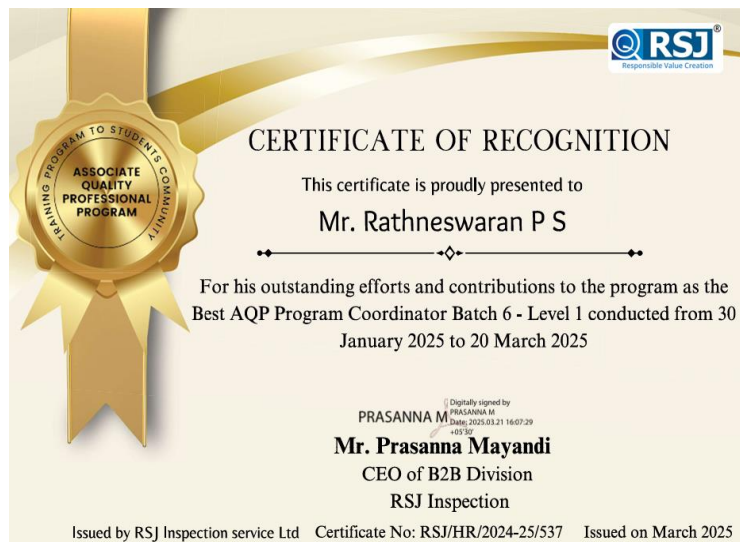 RSJ®
Responsible Value Creation
TRAINING PROGRAM TO STUDENTS COMMUNITY
ASSOCIATE
QUALITY
PROFESSIONAL
PROGRAM
CERTIFICATE OF RECOGNITION
This certificate is proudly presented to
Mr. Rathneswaran P S
For his outstanding efforts and contributions to the program as the
Best AQP Program Coordinator Batch 6 - Level 1 conducted from 30
January 2025 to 20 March 2025
PRASANNA M
Digitally signed by
PRASANNA M
Date: 2025.03.21 16:07:29
+05'30'
Mr. Prasanna Mayandi
CEO of B2B Division
RSJ Inspection
Issued by RSJ Inspection service Ltd Certificate No: RSJ/HR/2024-25/537 Issued on March 2025